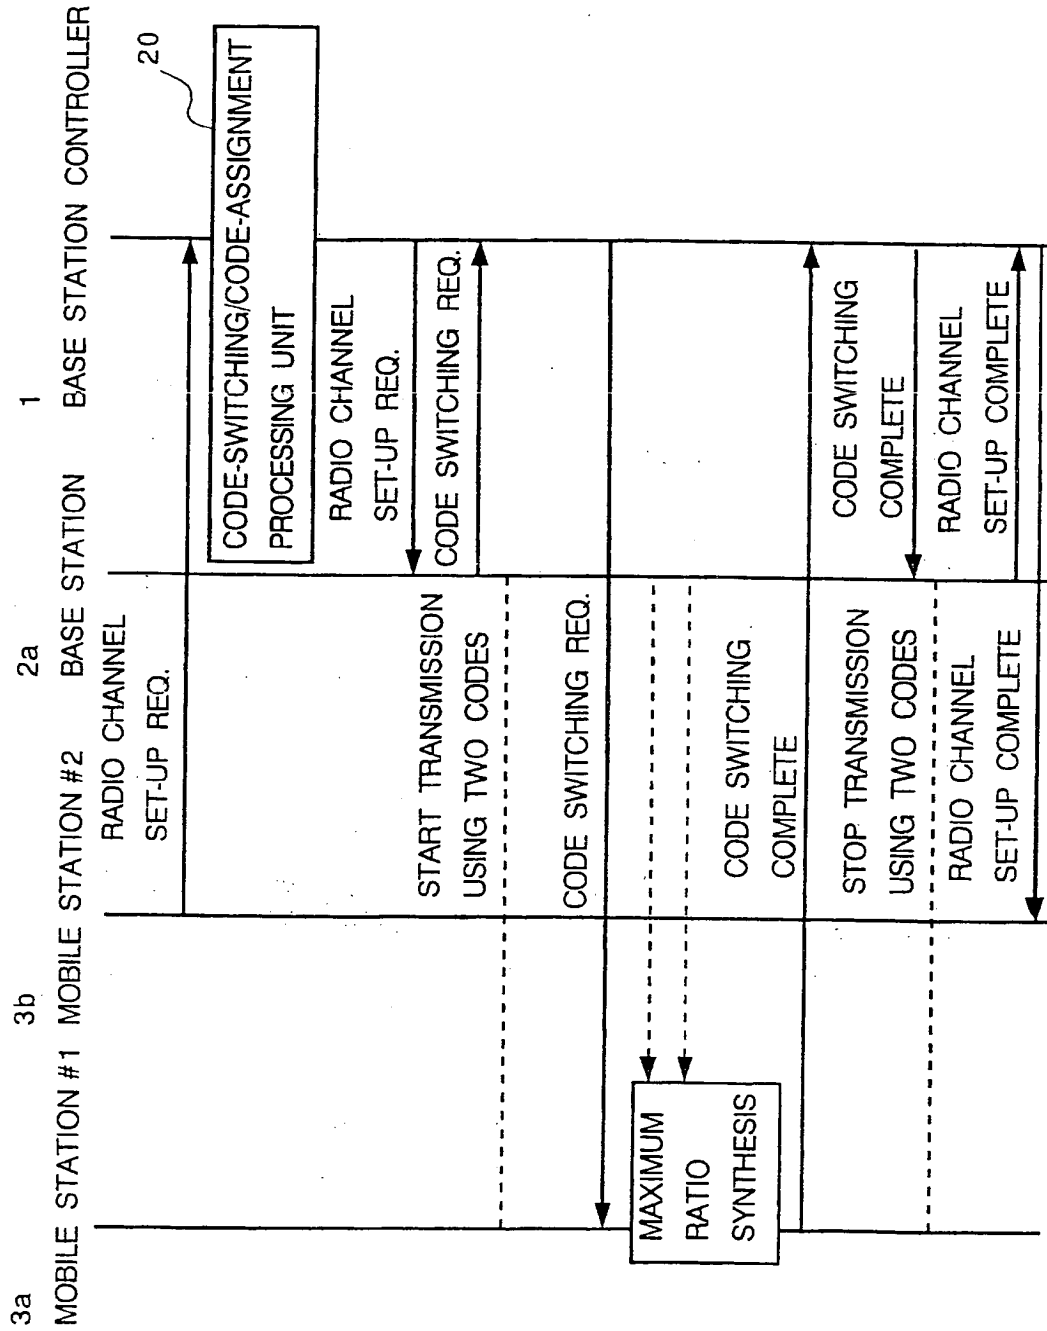 3a
3b
2a
1
MOBILE STATION #1
MOBILE STATION #2
BASE STATION
BASE STATION CONTROLLER
RADIO CHANNEL
SET-UP REQ.
20
CODE-SWITCHING/CODE-ASSIGNMENT
PROCESSING UNIT
RADIO CHANNEL
SET-UP REQ.
CODE SWITCHING REQ.
START TRANSMISSION
USING TWO CODES
CODE SWITCHING REQ.
MAXIMUM
RATIO
SYNTHESIS
CODE SWITCHING
COMPLETE
CODE SWITCHING
COMPLETE
STOP TRANSMISSION
USING TWO CODES
RADIO CHANNEL
SET-UP COMPLETE
RADIO CHANNEL
SET-UP COMPLETE